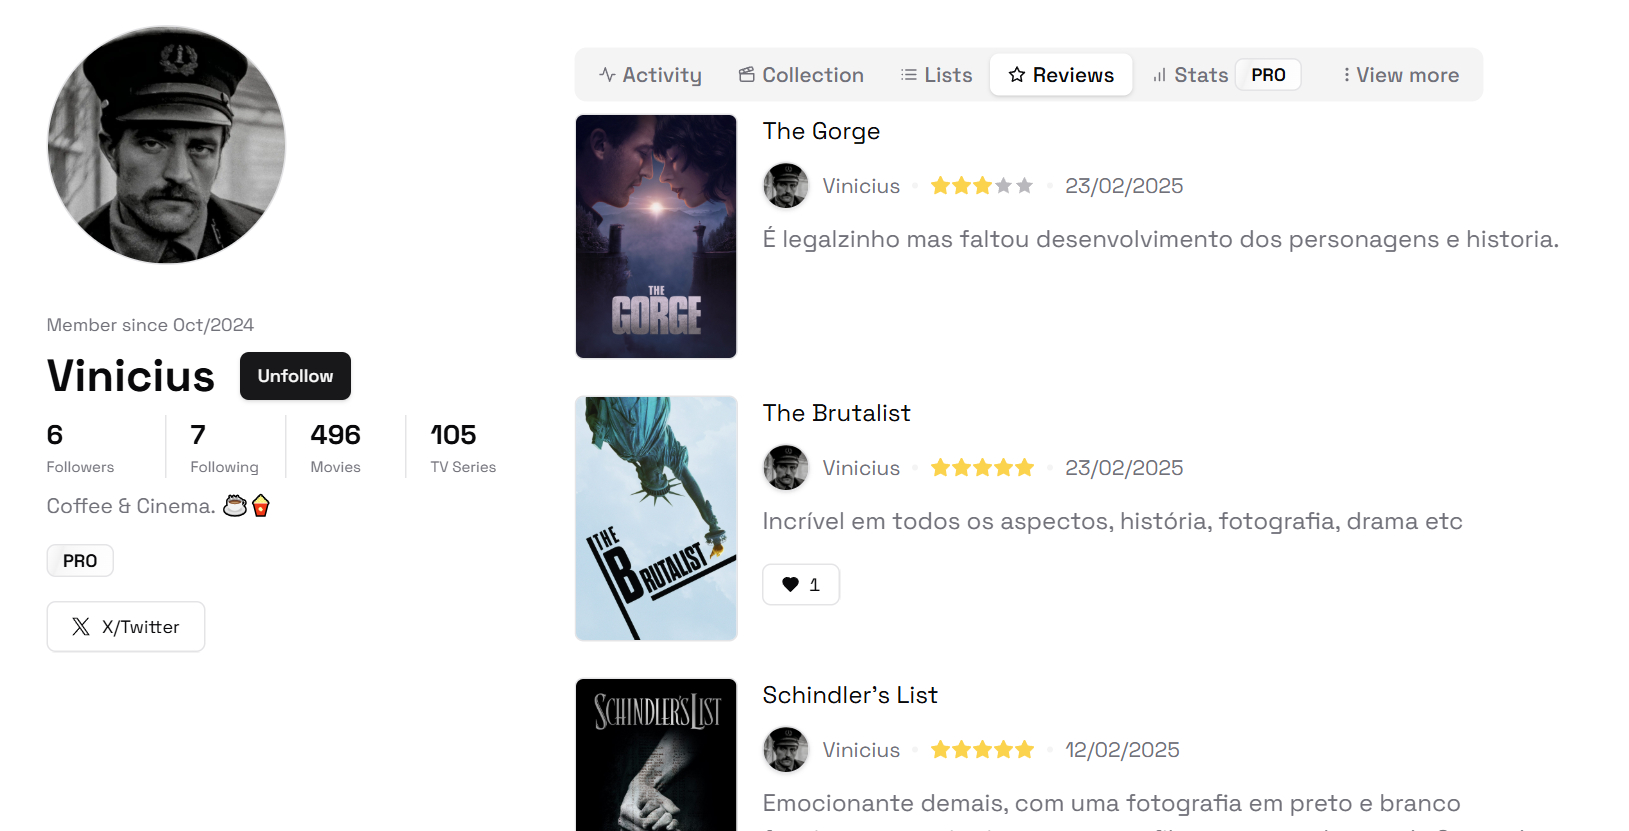 Activity Collection Lists Reviews Stats PRO View more
Member since Oct/2024
Vinicius Unfollow
6 7 496 105
Followers Following Movies TV Series
Coffee & Cinema.
PRO
X/Twitter
The Gorge
Vinicius 23/02/2025
É legalzinho mas faltou desenvolvimento dos personagens e historia.
THE
GORGE
The Brutalist
Vinicius 23/02/2025
Incrível em todos os aspectos, história, fotografia, drama etc
1
THE
BRUTALIST
Schindler's List
Vinicius 12/02/2025
Emocionante demais, com uma fotografia em preto e branco
SCHINDLER'S LIST